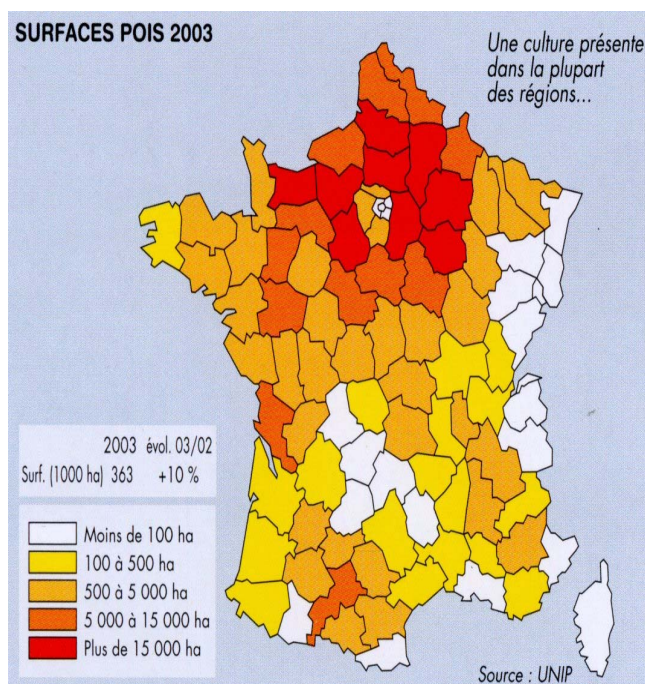 SURFACES POIS 2003
Une culture présente
dans la plupart
des régions...
2003 évol. 03/02
Surf. (1000 ha) 363 +10 %
Moins de 100 ha
100 à 500 ha
500 à 5 000 ha
5 000 à 15 000 ha
Plus de 15 000 ha
Source : UNIP